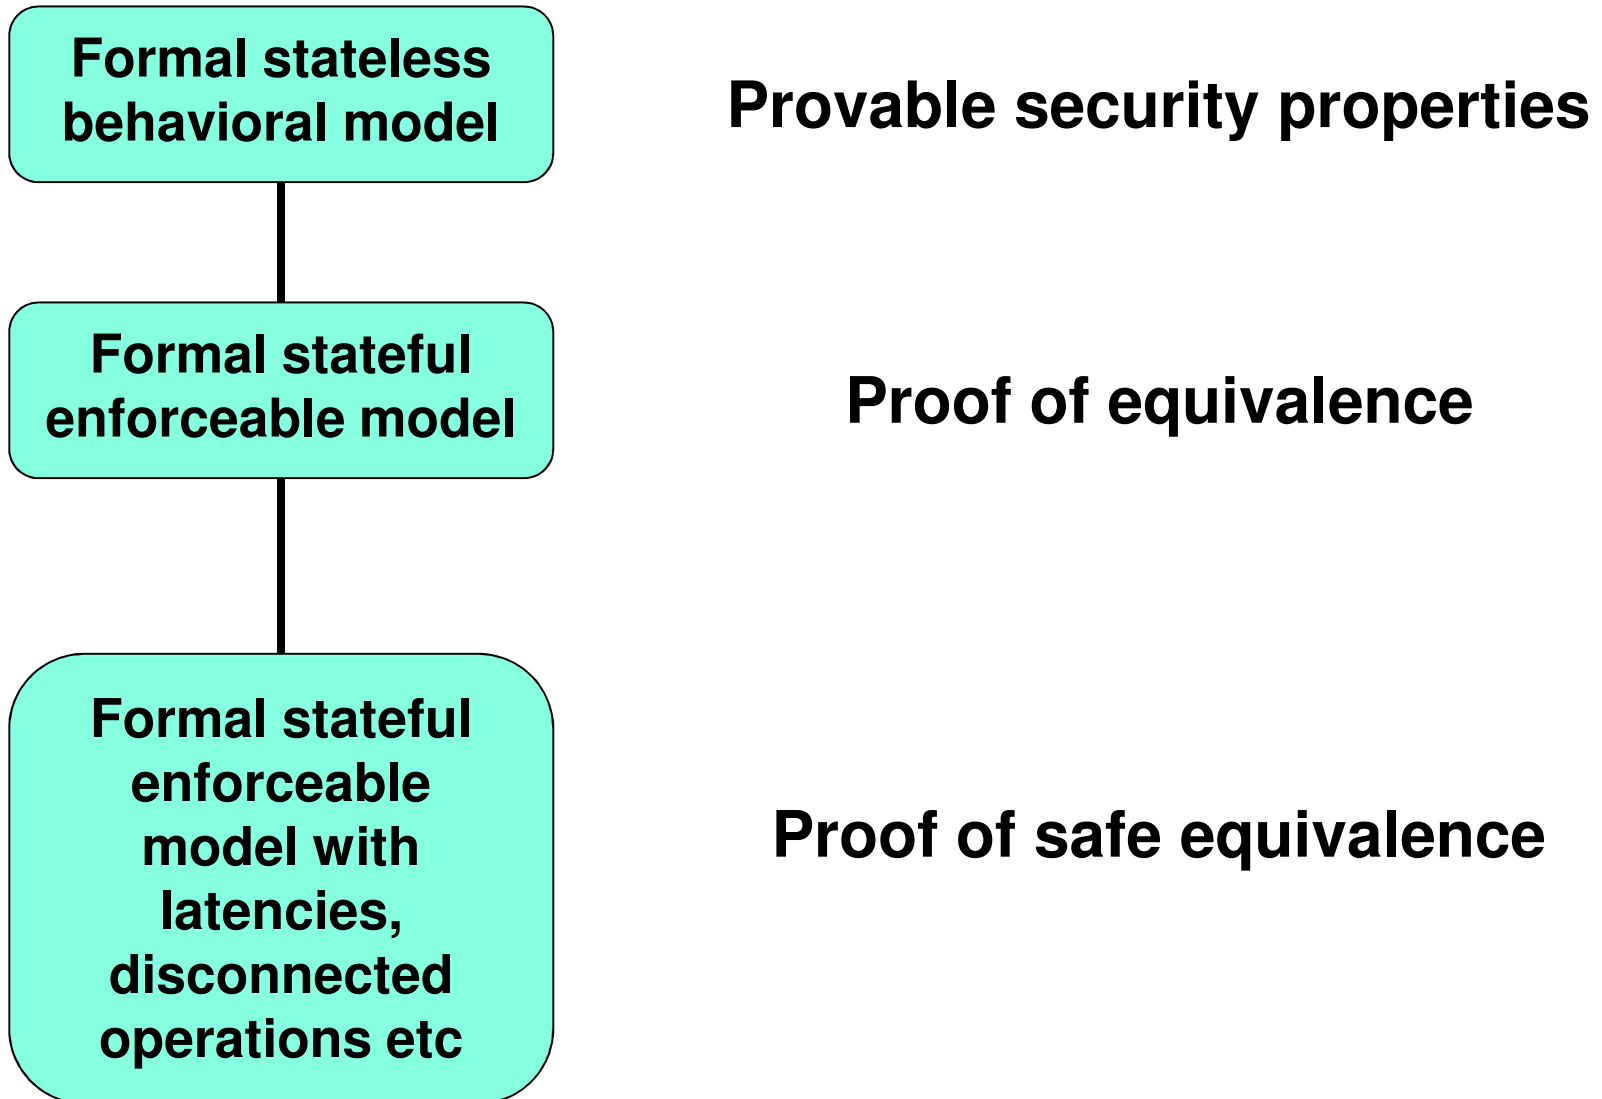 Formal stateless
behavioral model
Provable security properties
Formal stateful
enforceable model
Proof of equivalence
Formal stateful
enforceable
model with
latencies,
disconnected
operations etc
Proof of safe equivalence